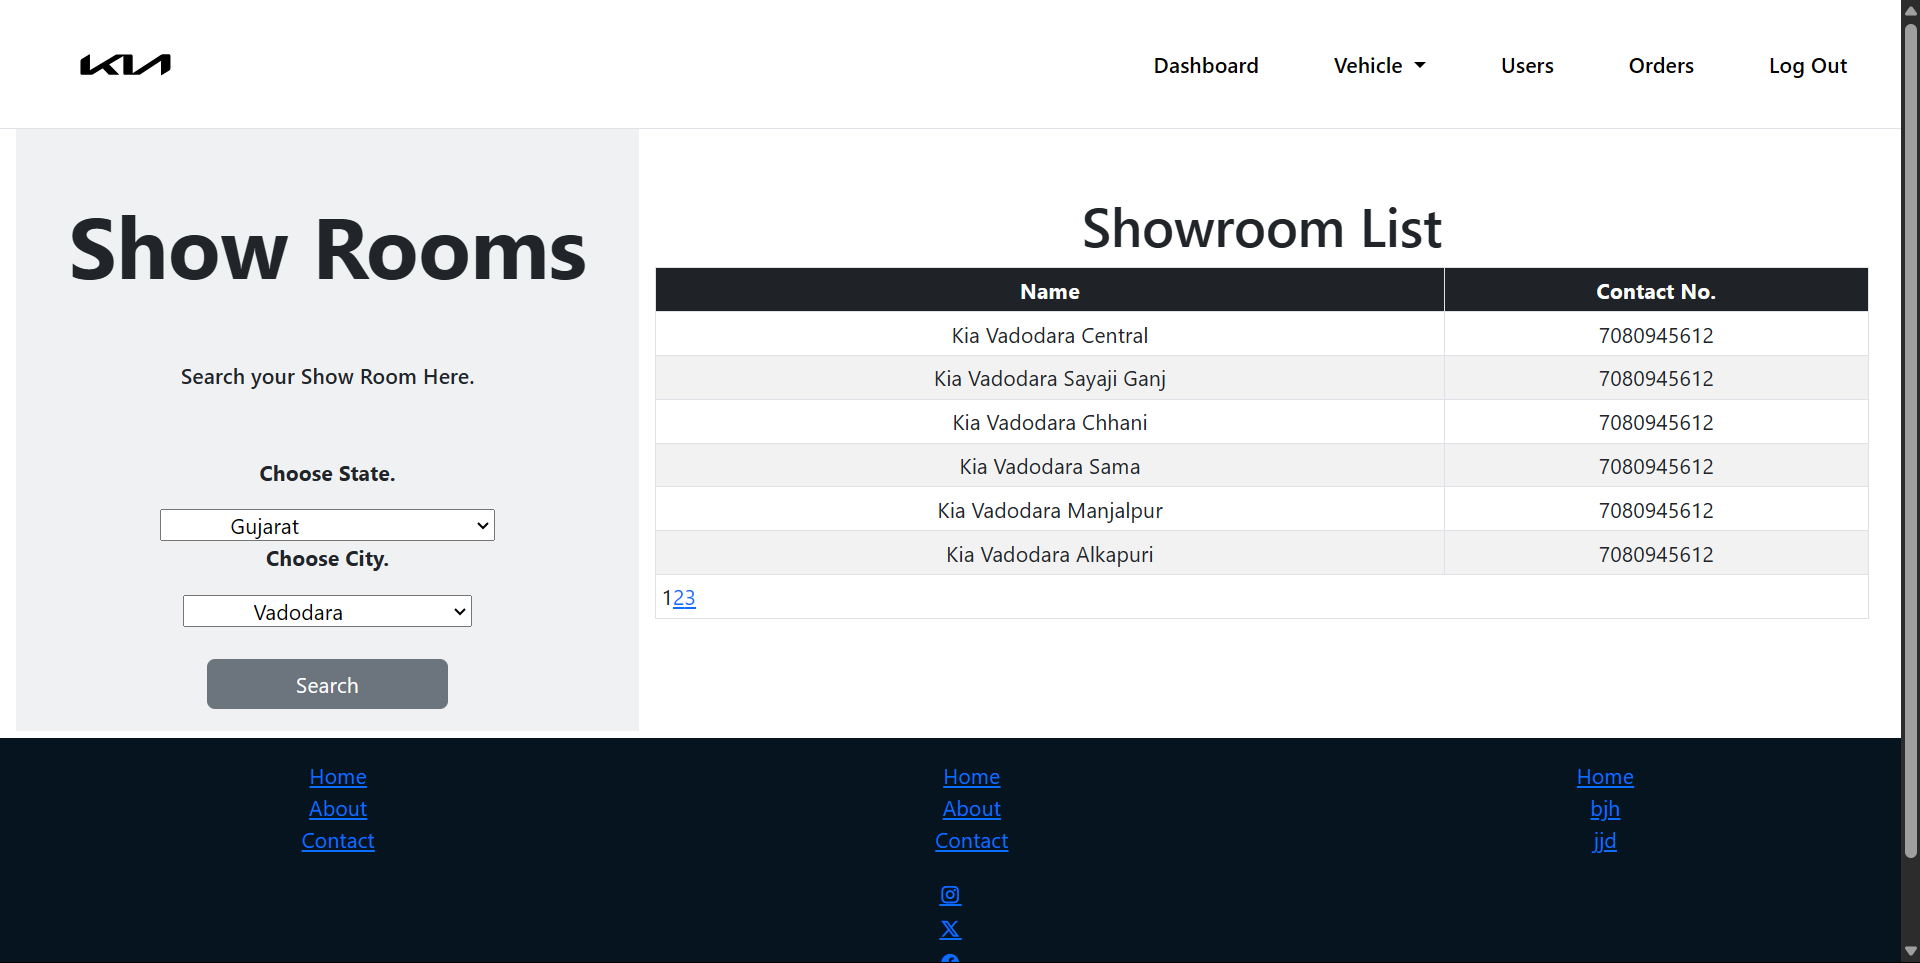 KIA
Dashboard Vehicle Users Orders Log Out
Show Rooms
Search your Show Room Here.
Choose State.
Gujarat
Choose City.
Vadodara
Search
Showroom List
Name Contact No.
Kia Vadodara Central 7080945612
Kia Vadodara Sayaji Ganj 7080945612
Kia Vadodara Chhani 7080945612
Kia Vadodara Sama 7080945612
Kia Vadodara Manjalpur 7080945612
Kia Vadodara Alkapuri 7080945612
123
Home Home Home
About About bjh
Contact Contact jjd